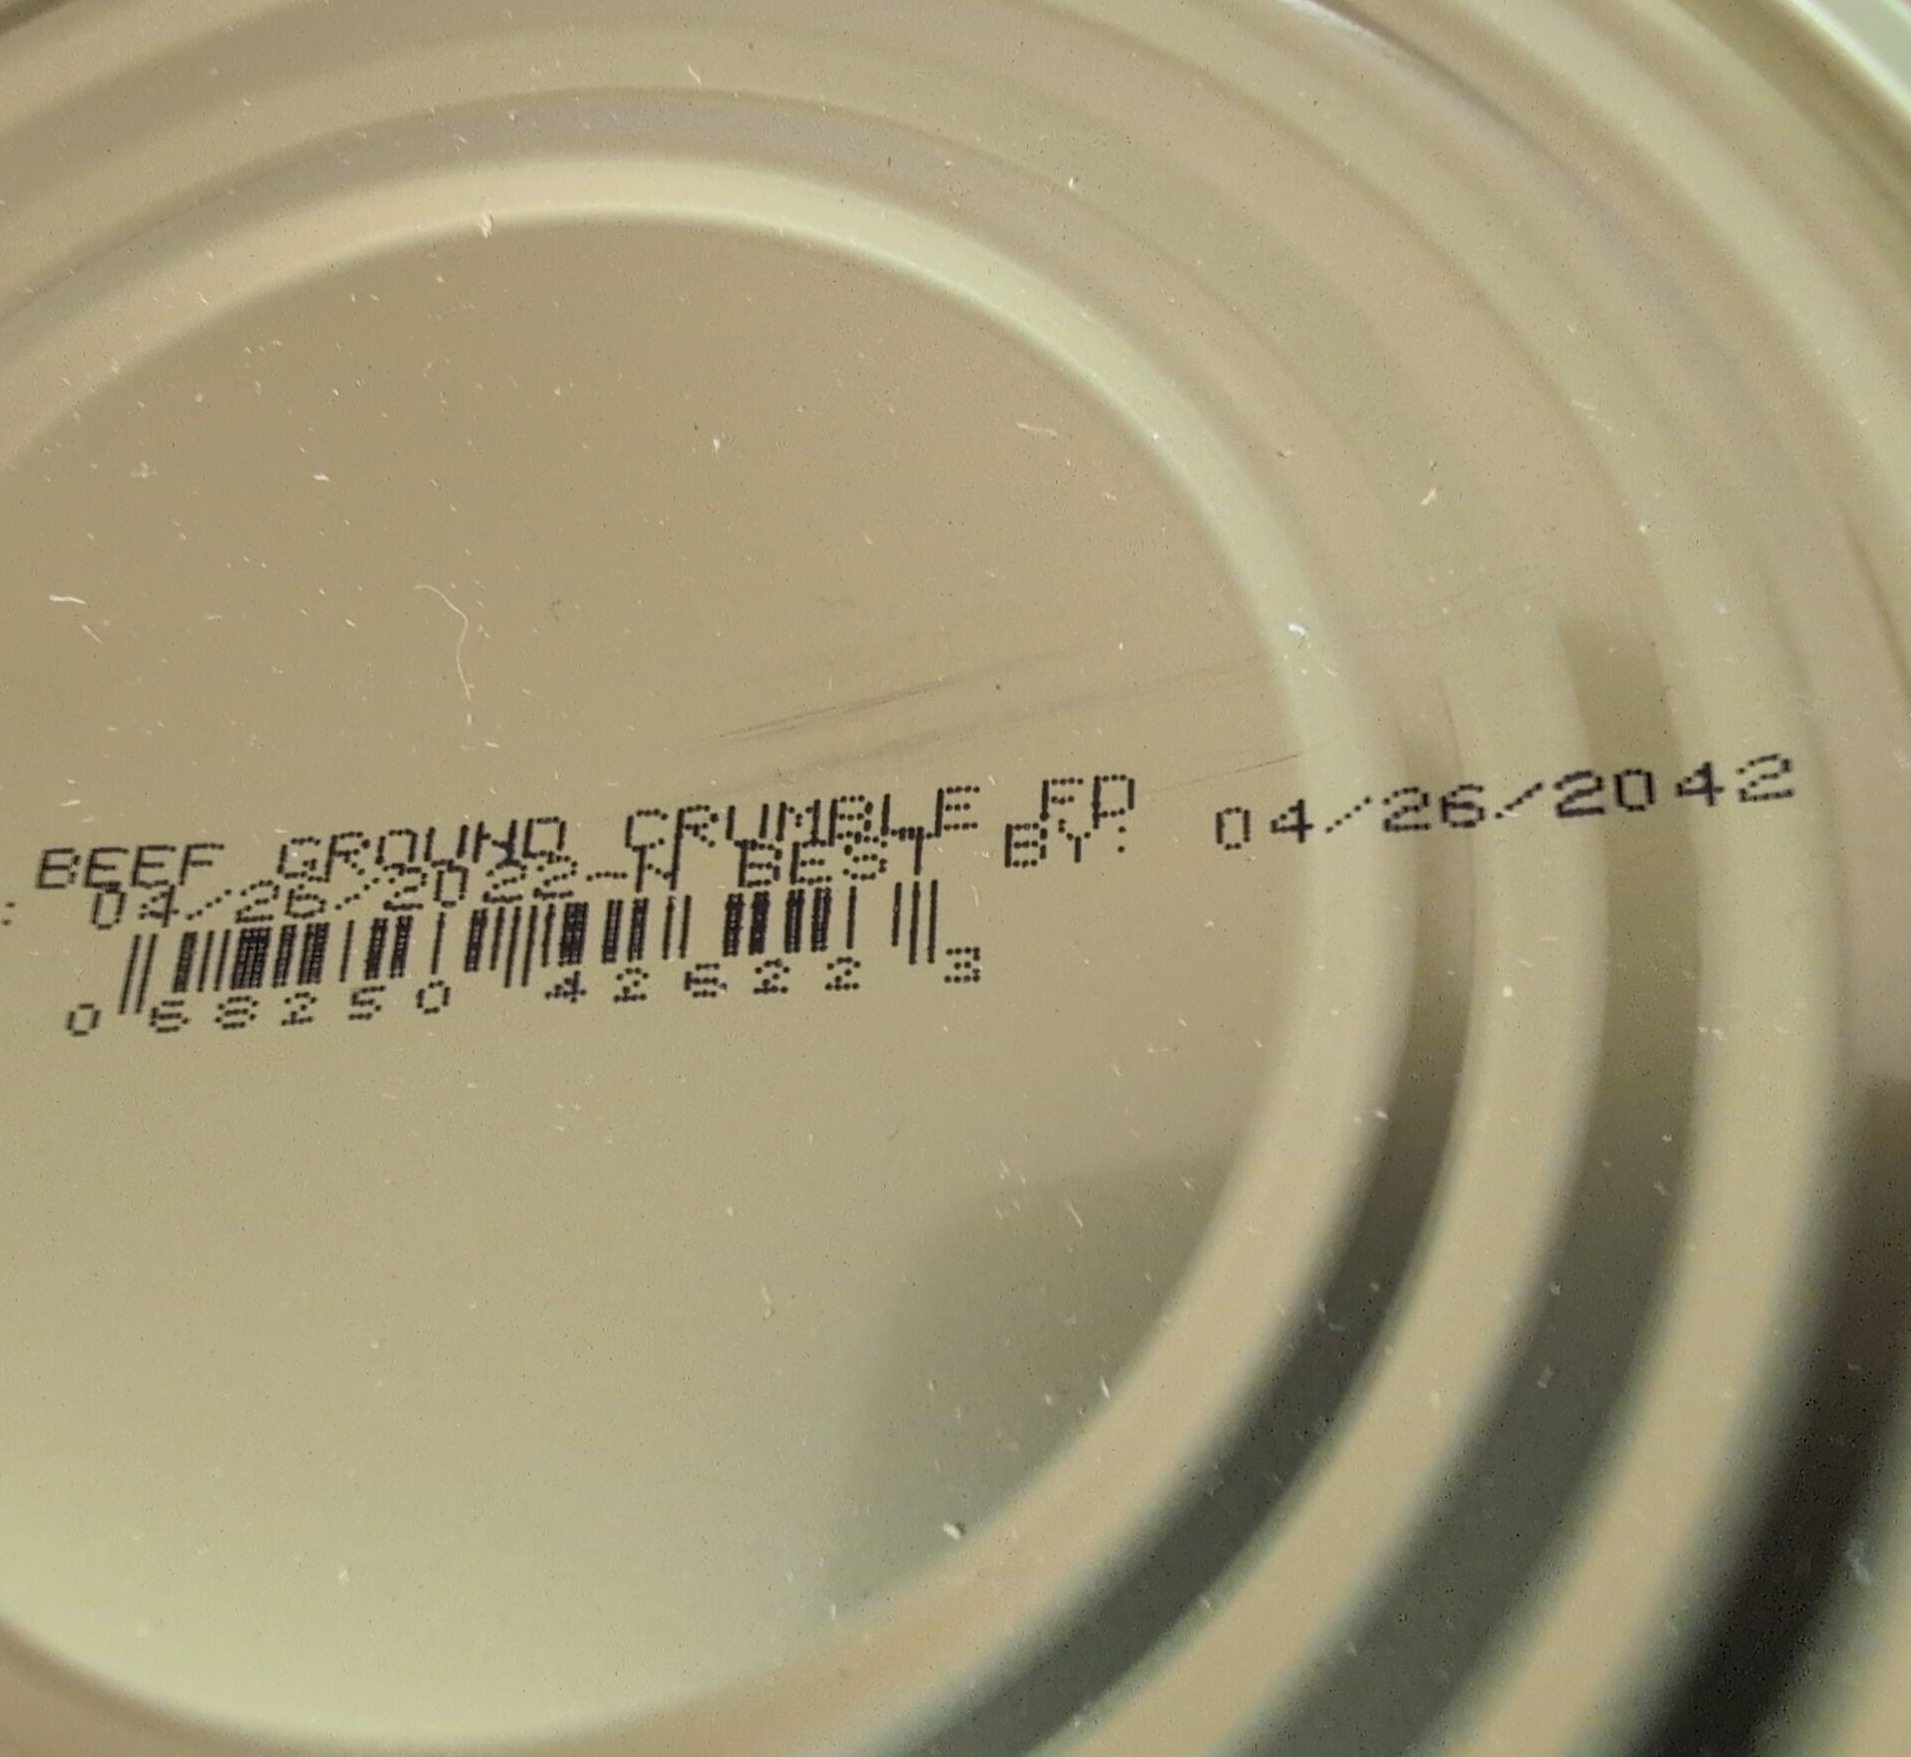 BEEF GROUND CRUMBLE FD
: 04/26/2022-N BEST BY: 04/26/2042
0 68250 42622 3